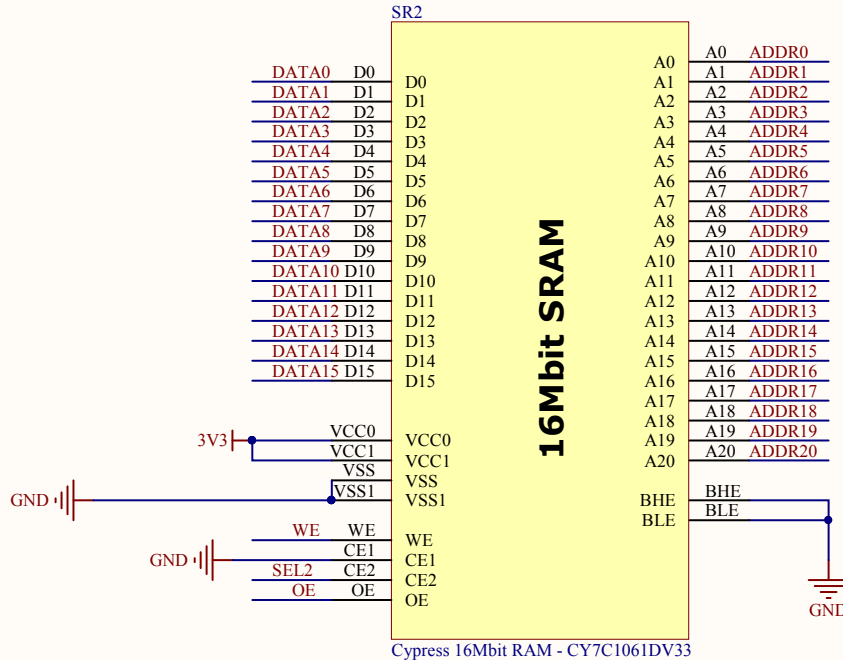 SR2
DATA0 D0 D0
DATA1 D1 D1
DATA2 D2 D2
DATA3 D3 D3
DATA4 D4 D4
DATA5 D5 D5
DATA6 D6 D6
DATA7 D7 D7
DATA8 D8 D8
DATA9 D9 D9
DATA10 D10 D10
DATA11 D11 D11
DATA12 D12 D12
DATA13 D13 D13
DATA14 D14 D14
DATA15 D15 D15
3V3 VCC0 VCC0
VCC1 VCC1
VSS VSS
GND VSS1 VSS1
WE WE WE
GND CE1 CE1
SEL2 CE2 CE2
OE OE OE
16Mbit SRAM
A0 A0 ADDR0
A1 A1 ADDR1
A2 A2 ADDR2
A3 A3 ADDR3
A4 A4 ADDR4
A5 A5 ADDR5
A6 A6 ADDR6
A7 A7 ADDR7
A8 A8 ADDR8
A9 A9 ADDR9
A10 A10 ADDR10
A11 A11 ADDR11
A12 A12 ADDR12
A13 A13 ADDR13
A14 A14 ADDR14
A15 A15 ADDR15
A16 A16 ADDR16
A17 A17 ADDR17
A18 A18 ADDR18
A19 A19 ADDR19
A20 A20 ADDR20
BHE BHE
BLE BLE
GND
Cypress 16Mbit RAM - CY7C1061DV33